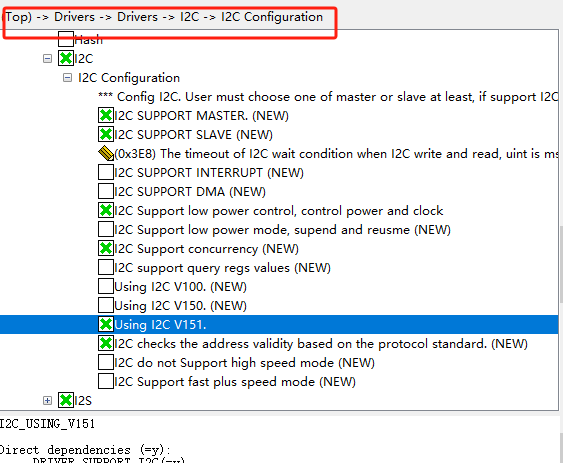 (Top) -> Drivers -> Drivers -> I2C -> I2C Configuration
Hash
I2C
I2C Configuration
*** Config I2C. User must choose one of master or slave at least, if support I2C
I2C SUPPORT MASTER. (NEW)
I2C SUPPORT SLAVE (NEW)
(0x3E8) The timeout of I2C wait condition when I2C write and read, uint is ms
I2C SUPPORT INTERRUPT (NEW)
I2C SUPPORT DMA (NEW)
I2C Support low power control, control power and clock
I2C Support low power mode, supend and reusme (NEW)
I2C Support concurrency (NEW)
I2C support query regs values (NEW)
Using I2C V100. (NEW)
Using I2C V150. (NEW)
Using I2C V151.
I2C checks the address validity based on the protocol standard. (NEW)
I2C do not Support high speed mode (NEW)
I2C Support fast plus speed mode (NEW)
I2S
I2C_USING_V151
Direct dependencies (=y):
DRIVER_SUPPORT_I2C(=y)